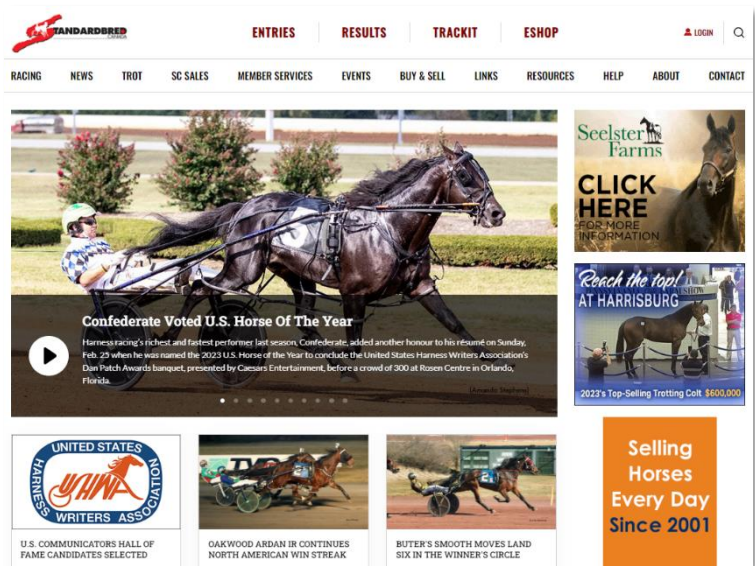 STANDARDBRED
CANADA
ENTRIES
RESULTS
TRACKIT
ESHOP
LOGIN
RACING
NEWS
TROT
SC SALES
MEMBER SERVICES
EVENTS
BUY & SELL
LINKS
RESOURCES
HELP
ABOUT
CONTACT
3
Confederate Voted U.S. Horse Of The Year
Harness racing's richest and fastest performer last season, Confederate, added another honour to his résumé on Sunday,
Feb. 25 when he was named the 2023 U.S. Horse of the Year to conclude the United States Harness Writers Association's
Dan Patch Awards banquet, presented by Caesars Entertainment, before a crowd of 300 at Rosen Centre in Orlando,
Florida.
(Amanda Stephens)
Seelster
Farms
CLICK
HERE
FOR MORE
INFORMATION
Reach the top!
AT HARRISBURG
2023's Top-Selling Trotting Colt $600,000
Selling
Horses
Every Day
Since 2001
UNITED STATES
HARNESS
USHWA
WRITERS
ASSOCIATION
U.S. COMMUNICATORS HALL OF
FAME CANDIDATES SELECTED
OAKWOOD ARDAN IR CONTINUES
NORTH AMERICAN WIN STREAK
BUTER'S SMOOTH MOVES LAND
SIX IN THE WINNER'S CIRCLE